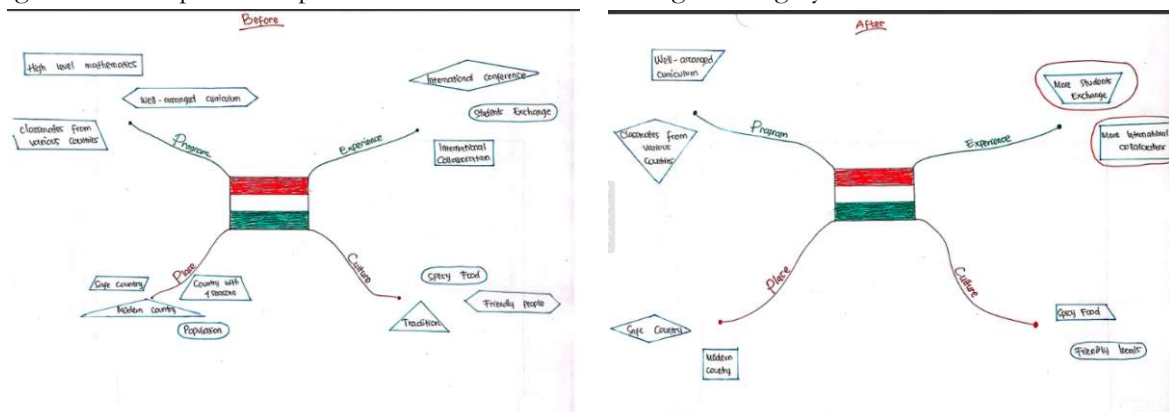 Before
High level mathematics
Well-arranged curriculum
Classmates from
various countries
Program
International conference
Students Exchange
International
Collaboration
Experience
Place
Safe Country
Country with
4 seasons
Modern country
Population
Culture
Spicy Food
Friendly people
Tradition
After
Well-arranged
curriculum
Classmates from
various
Countries
Program
More Students
Exchange
More International
Experience
Place
Safe Country
Modern
country
Culture
Spicy Food
Friendly locals